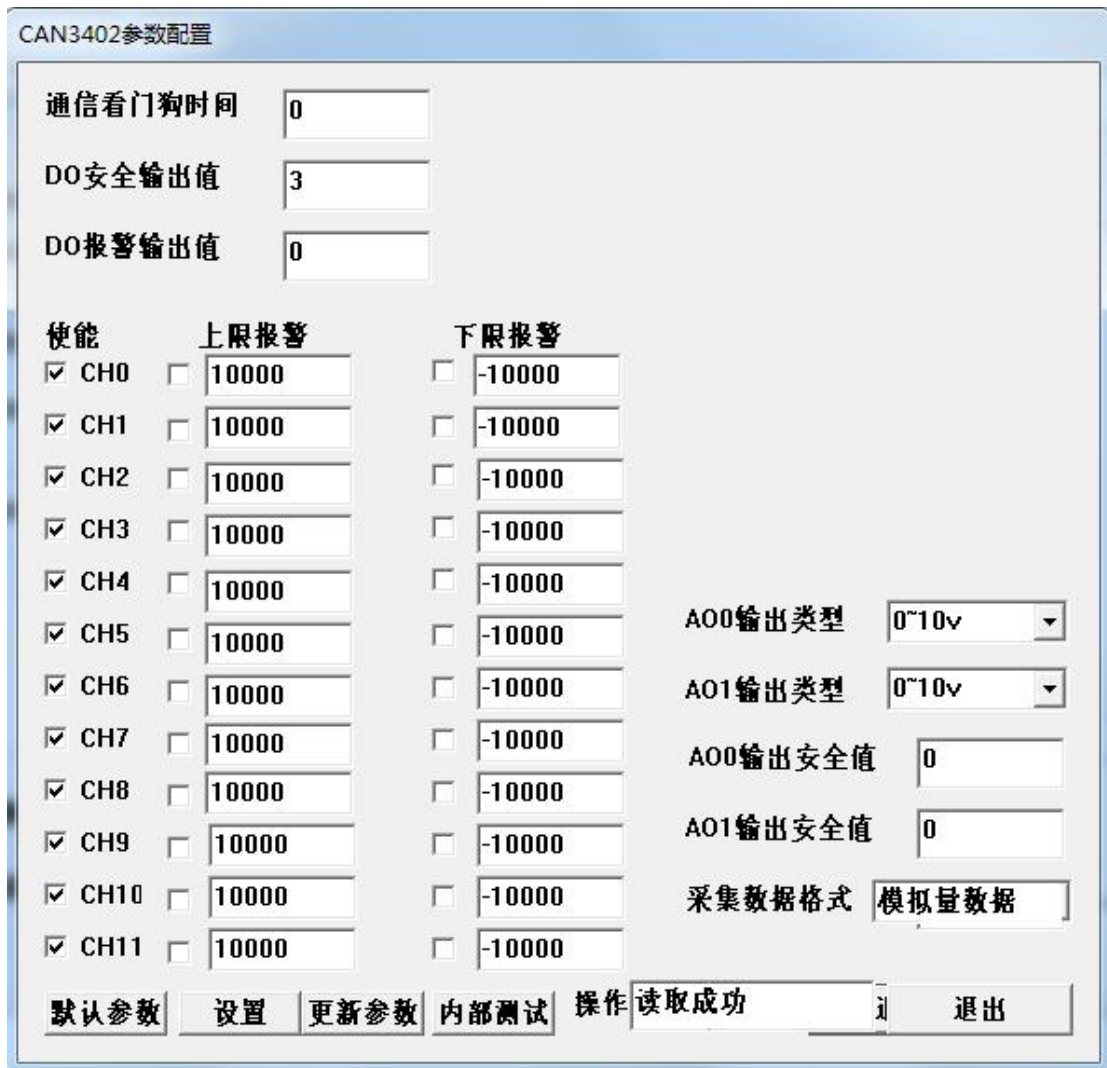 CAN3402参数配置
通信看门狗时间 0
DO安全输出值 3
DO报警输出值 0
使能 上限报警 下限报警
CH0 10000 -10000
CH1 10000 -10000
CH2 10000 -10000
CH3 10000 -10000
CH4 10000 -10000
CH5 10000 -10000
AO0输出类型 0~10v
CH6 10000 -10000
AO1输出类型 0~10v
CH7 10000 -10000
AO0输出安全值 0
CH8 10000 -10000
AO1输出安全值 0
CH9 10000 -10000
CH10 10000 -10000
采集数据格式 模拟量数据
CH11 10000 -10000
默认参数 设置 更新参数 内部测试 操作 读取成功 退出